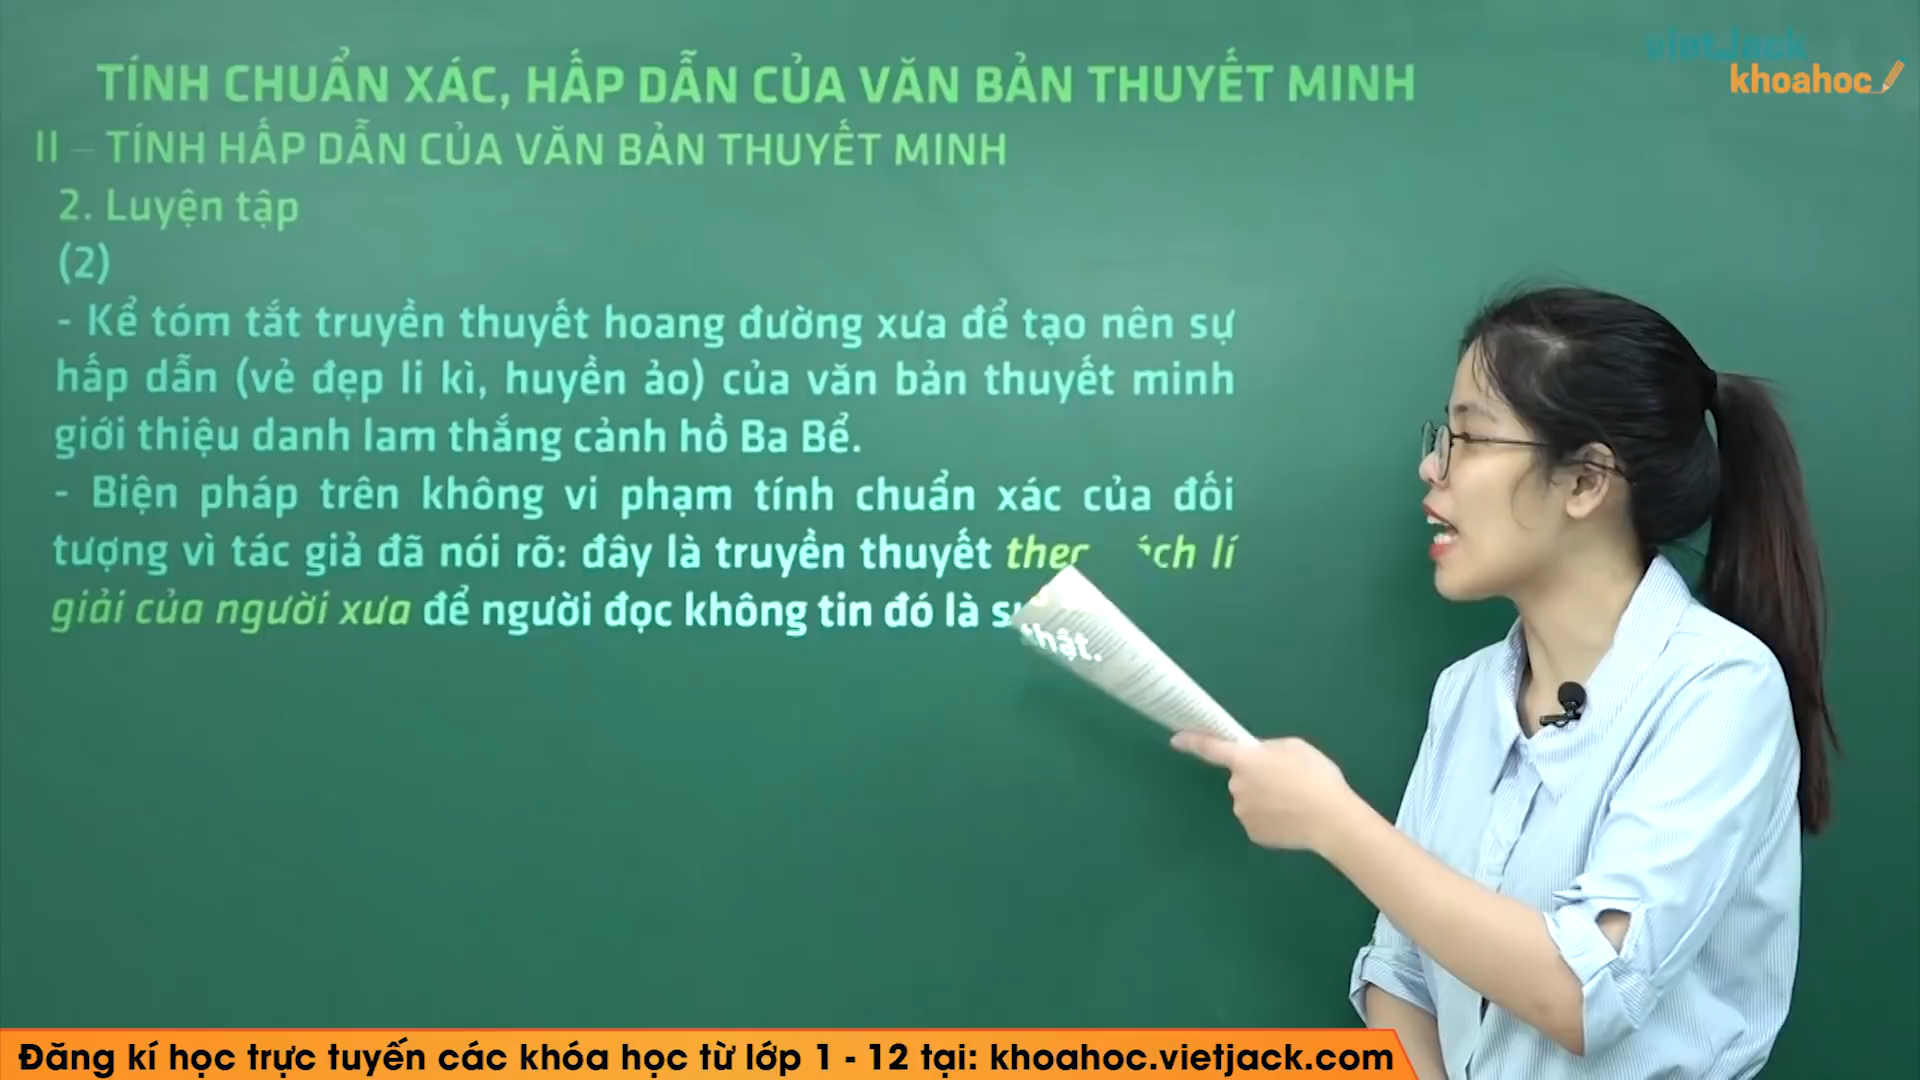 vietJack
khoahoc
TÍNH CHUẨN XÁC, HẤP DẪN CỦA VĂN BẢN THUYẾT MINH
II – TÍNH HẤP DẪN CỦA VĂN BẢN THUYẾT MINH
2. Luyện tập
(2)
- Kể tóm tắt truyền thuyết hoang đường xưa để tạo nên sự
hấp dẫn (vẻ đẹp li kì, huyền ảo) của văn bản thuyết minh
giới thiệu danh lam thắng cảnh hồ Ba Bể.
- Biện pháp trên không vi phạm tính chuẩn xác của đối
tượng vì tác giả đã nói rõ: đây là truyền thuyết lí
giải của người xưa để người đọc không tin đó là
thật.
Đăng kí học trực tuyến các khóa học từ lớp 1 - 12 tại: khoahoc.vietjack.com